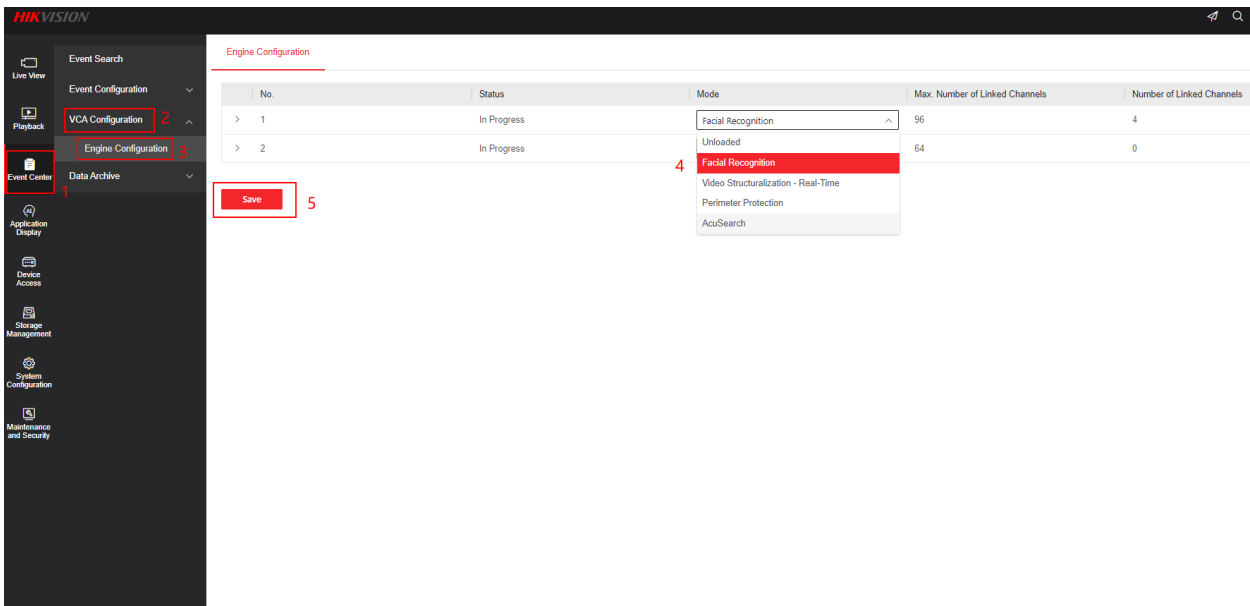 HIKVISION
Live View
Playback
Event Center
1
Application
Display
Device
Access
Storage
Management
System
Configuration
Maintenance
and Security
Event Search
Event Configuration
VCA Configuration 2
Engine Configuration 3
Data Archive
Engine Configuration
No. Status Mode Max. Number of Linked Channels Number of Linked Channels
1 In Progress Facial Recognition 96 4
2 In Progress 64 0
Unloaded
4 Facial Recognition
Video Structuralization - Real-Time
Perimeter Protection
AcuSearch
Save 5